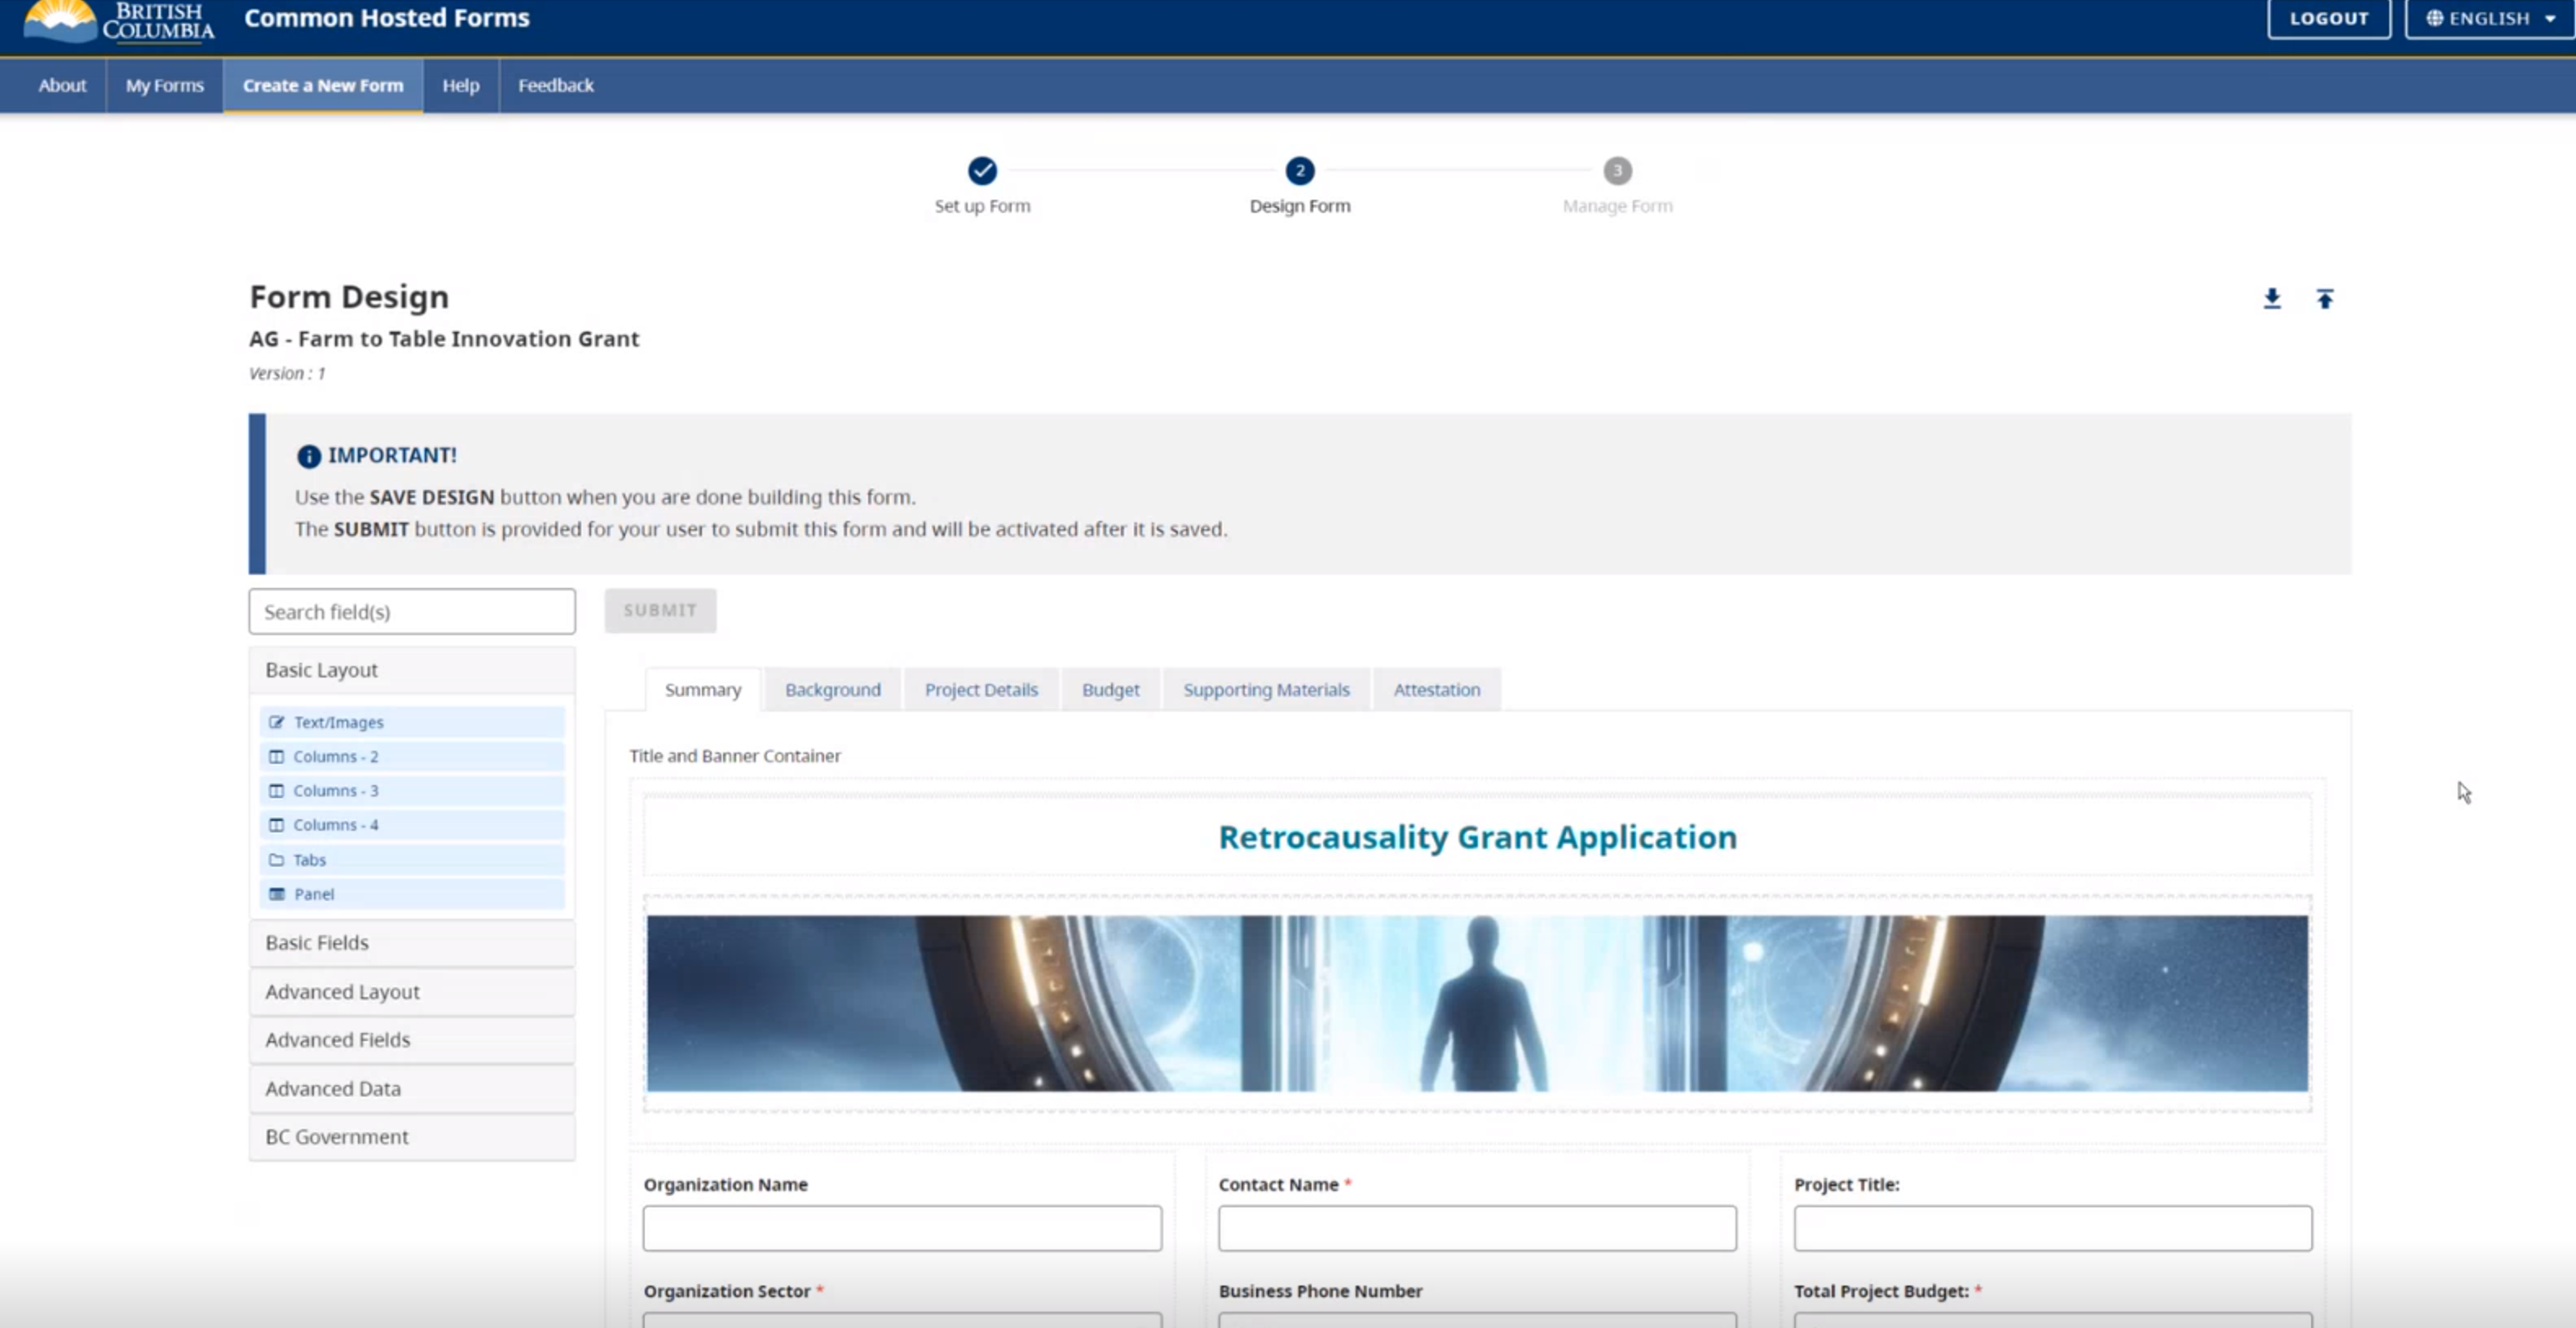 BRITISH
COLUMBIA
Common Hosted Forms
LOGOUT
ENGLISH
About
My Forms
Create a New Form
Help
Feedback
2
3
Set up Form
Design Form
Manage Form
Form Design
AG - Farm to Table Innovation Grant
Version : 1
IMPORTANT!
Use the SAVE DESIGN button when you are done building this form.
The SUBMIT button is provided for your user to submit this form and will be activated after it is saved.
Search field(s)
SUBMIT
Basic Layout
Text/Images
Columns - 2
Columns - 3
Columns - 4
Tabs
Panel
Basic Fields
Advanced Layout
Advanced Fields
Advanced Data
BC Government
Summary
Background
Project Details
Budget
Supporting Materials
Attestation
Title and Banner Container
Retrocausality Grant Application
Organization Name
Contact Name *
Project Title:
Organization Sector *
Business Phone Number
Total Project Budget: *